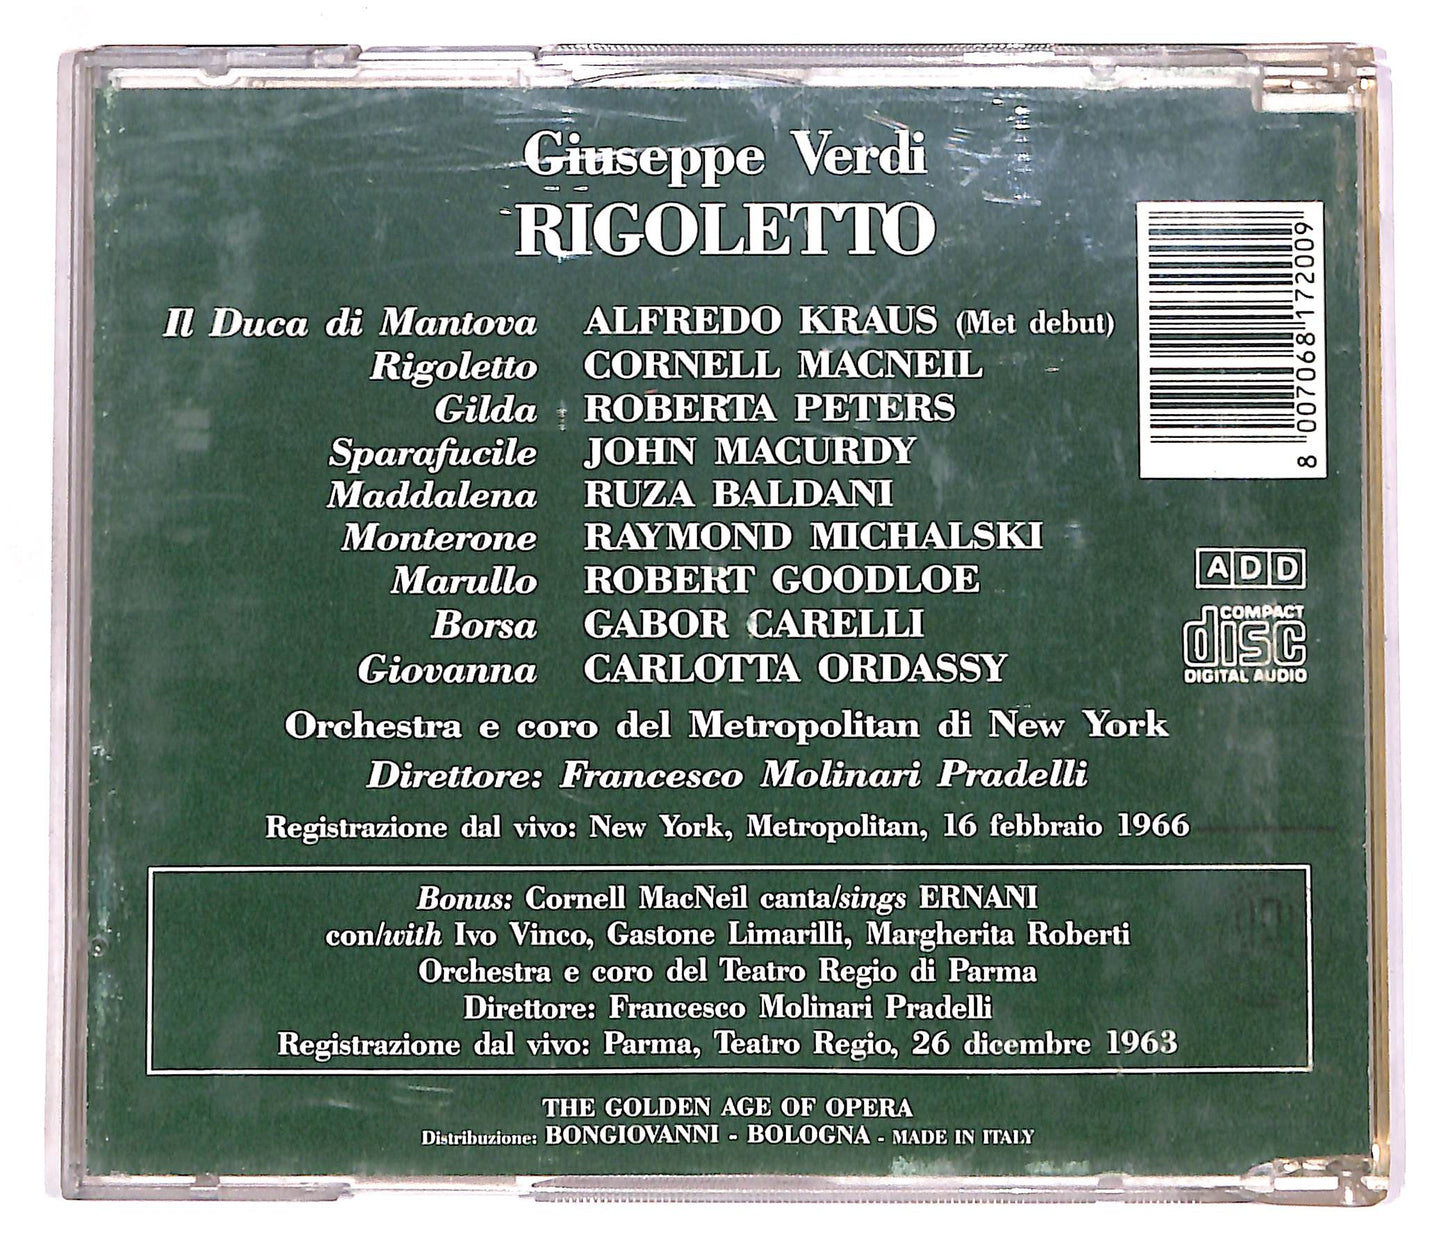 Giuseppe Verdi
RIGOLETTO
Il Duca di Mantova ALFREDO KRAUS (Met debut)
Rigoletto CORNELL MACNEIL
Gilda ROBERTA PETERS
Sparafucile JOHN MACURDY
Maddalena RUZA BALDANI
Monterone RAYMOND MICHALSKI
Marullo ROBERT GOODLOE
Borsa GABOR CARELLI
Giovanna CARLOTTA ORDASSY
Orchestra e coro del Metropolitan di New York
Direttore: Francesco Molinari Pradelli
Registrazione dal vivo: New York, Metropolitan, 16 febbraio 1966
Bonus: Cornell MacNeil canta/sings ERNANI
con/with Ivo Vinco, Gastone Limarilli, Margherita Roberti
Orchestra e coro del Teatro Regio di Parma
Direttore: Francesco Molinari Pradelli
Registrazione dal vivo: Parma, Teatro Regio, 26 dicembre 1963
THE GOLDEN AGE OF OPERA
Distribuzione: BONGIOVANNI - BOLOGNA - MADE IN ITALY
8 007068 172009
ADD
COMPACT
disc
DIGITAL AUDIO